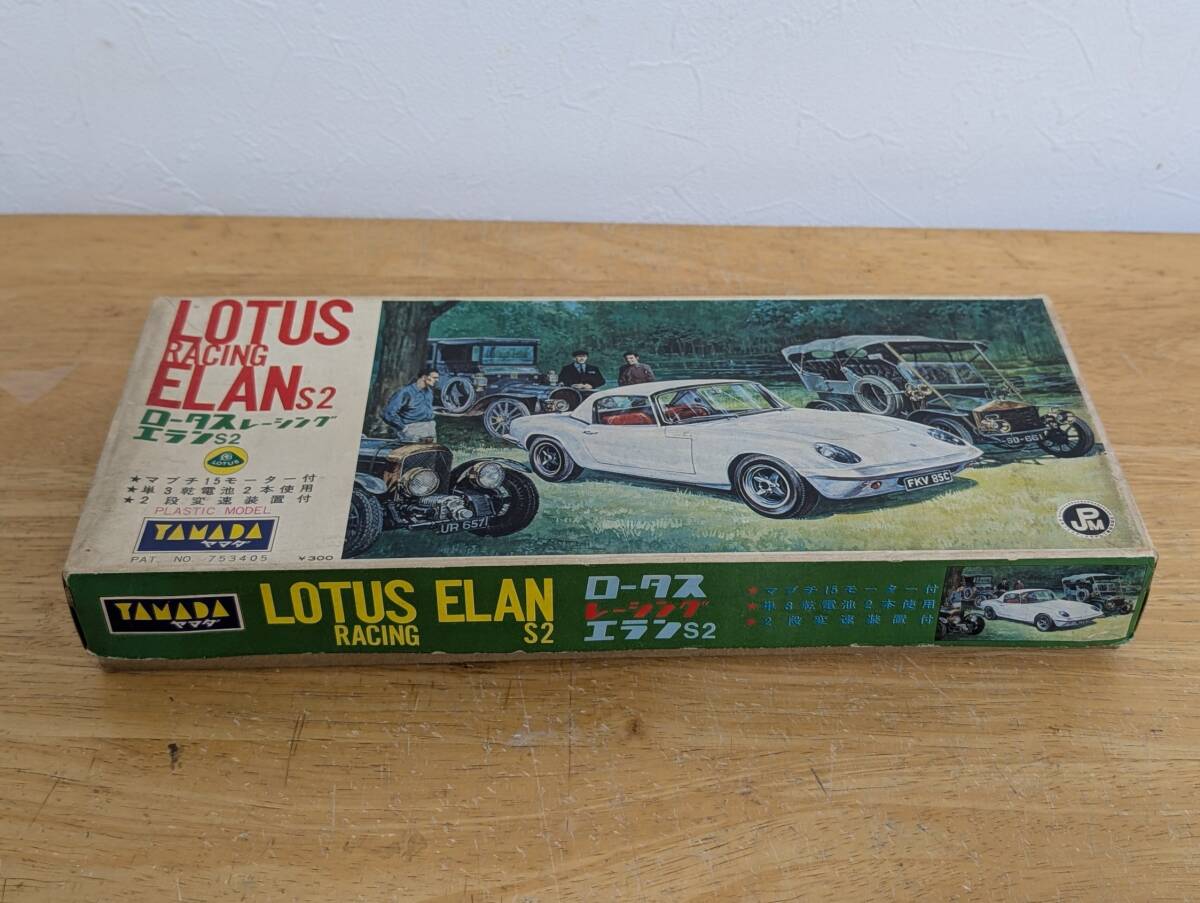 LOTUS
RACING
ELAN S2
ロータスレーシング
エランS2
LOTUS
★マブチ15モーター付
★単3乾電池2本使用
★2段変速装置付
PLASTIC MODEL
YAMADA
ヤマダ
PAT. NO. 753405 ¥300
UR 657
SD-661
FKV 85C
JPM
YAMADA
ヤマダ
LOTUS ELAN
RACING S2
ロータス
レーシング
エランS2
★マブチ15モーター付
★単3乾電池2本使用
★2段変速装置付